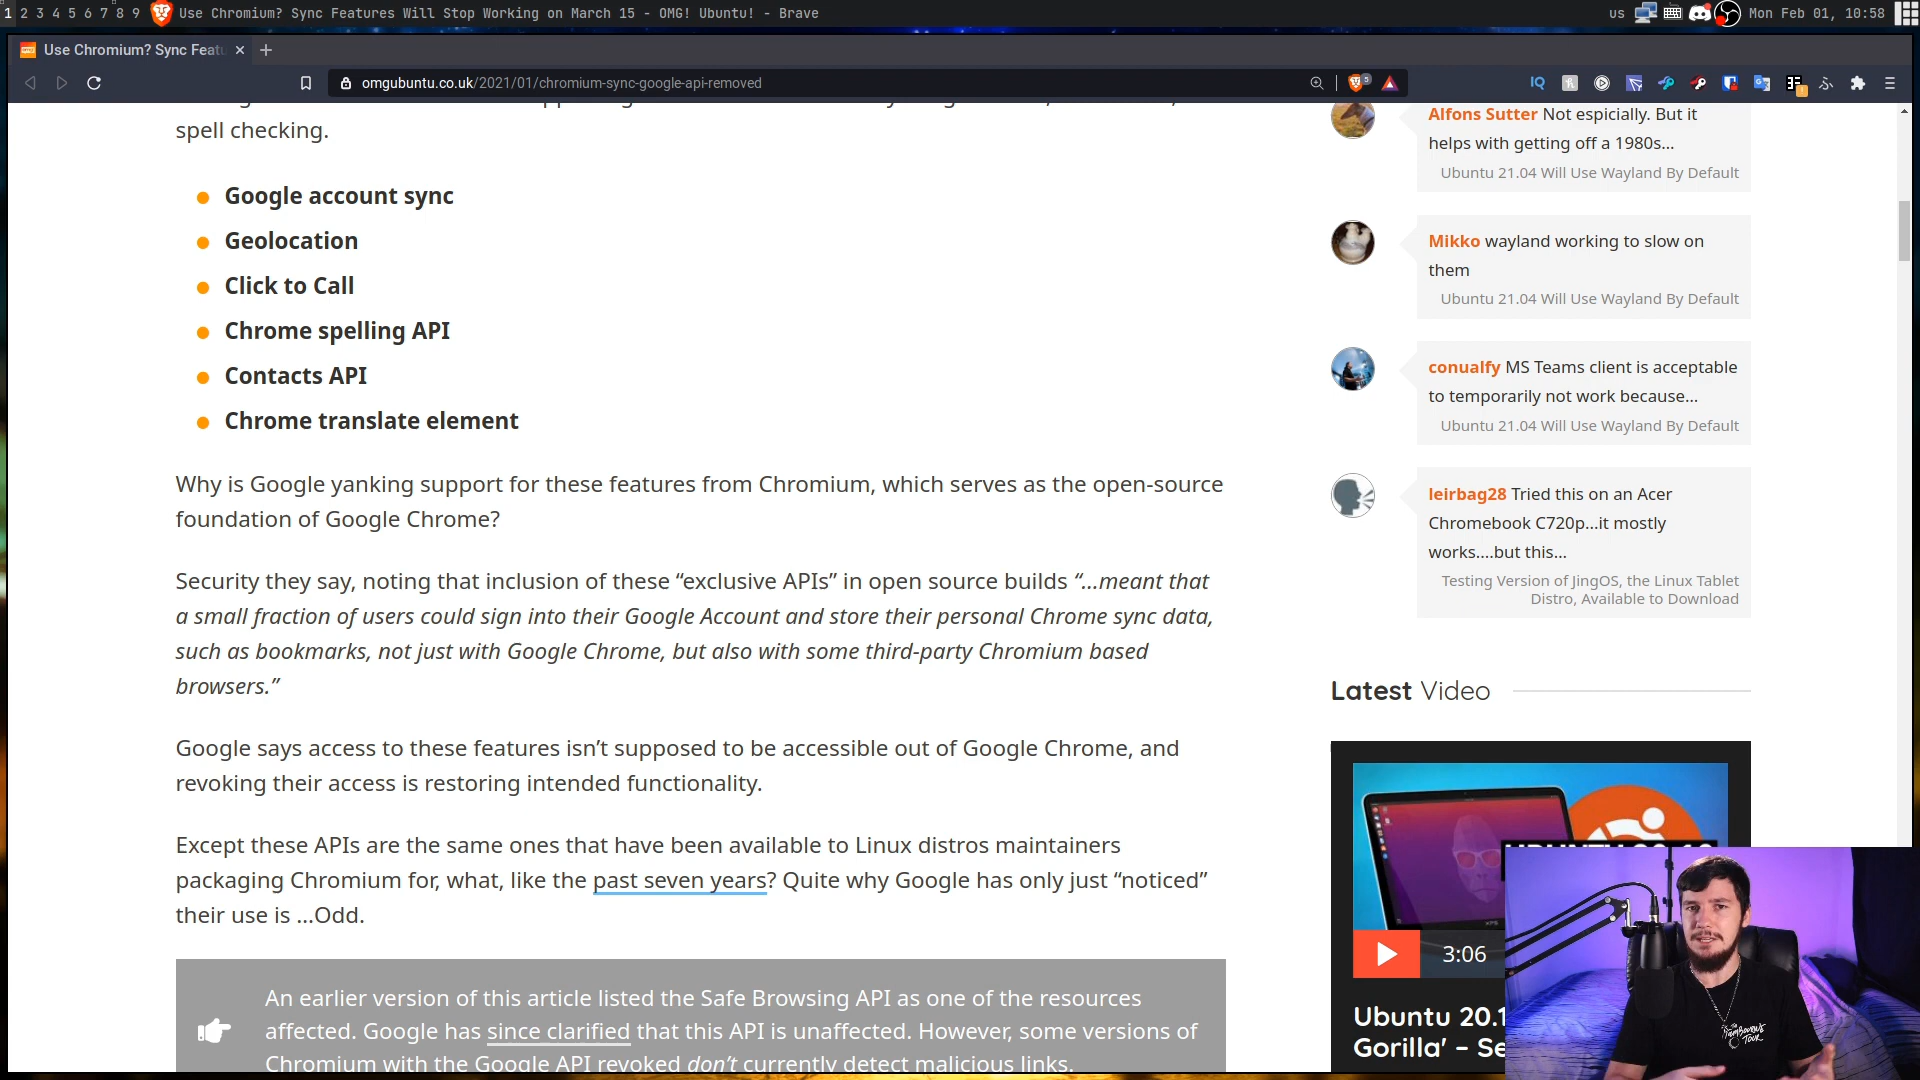 1 2 3 4 5 6 7 8 9 Use Chromium? Sync Features Will Stop Working on March 15 - OMG! Ubuntu! - Brave
us Mon Feb 01, 10:58
Use Chromium? Sync Featu
omgubuntu.co.uk/2021/01/chromium-sync-google-api-removed
5
IQ
spell checking.
Google account sync
Geolocation
Click to Call
Chrome spelling API
Contacts API
Chrome translate element
Why is Google yanking support for these features from Chromium, which serves as the open-source
foundation of Google Chrome?
Security they say, noting that inclusion of these “exclusive APIs” in open source builds “…meant that
a small fraction of users could sign into their Google Account and store their personal Chrome sync data,
such as bookmarks, not just with Google Chrome, but also with some third-party Chromium based
browsers.”
Google says access to these features isn’t supposed to be accessible out of Google Chrome, and
revoking their access is restoring intended functionality.
Except these APIs are the same ones that have been available to Linux distros maintainers
packaging Chromium for, what, like the past seven years? Quite why Google has only just “noticed”
their use is …Odd.
An earlier version of this article listed the Safe Browsing API as one of the resources
affected. Google has since clarified that this API is unaffected. However, some versions of
Chromium with the Google API revoked don’t currently detect malicious links.
Alfons Sutter Not espicially. But it
helps with getting off a 1980s...
Ubuntu 21.04 Will Use Wayland By Default
Mikko wayland working to slow on
them
Ubuntu 21.04 Will Use Wayland By Default
conualfy MS Teams client is acceptable
to temporarily not work because...
Ubuntu 21.04 Will Use Wayland By Default
leirbag28 Tried this on an Acer
Chromebook C720p...it mostly
works....but this...
Testing Version of JingOS, the Linux Tablet
Distro, Available to Download
Latest Video
3:06
Ubuntu 20.1
Gorilla’ – Se